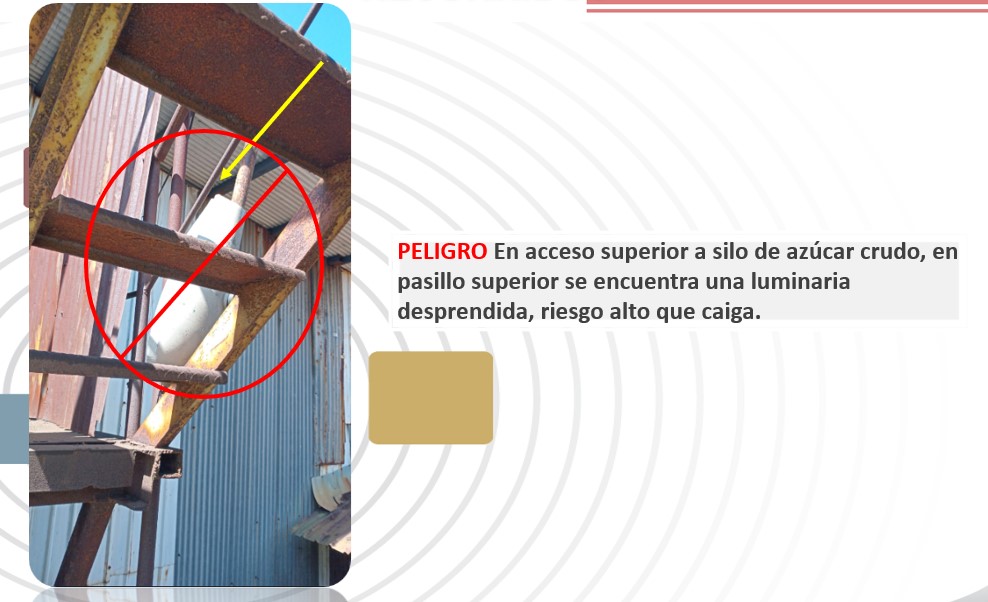 PELIGRO En acceso superior a silo de azúcar crudo, en
pasillo superior se encuentra una luminaria
desprendida, riesgo alto que caiga.